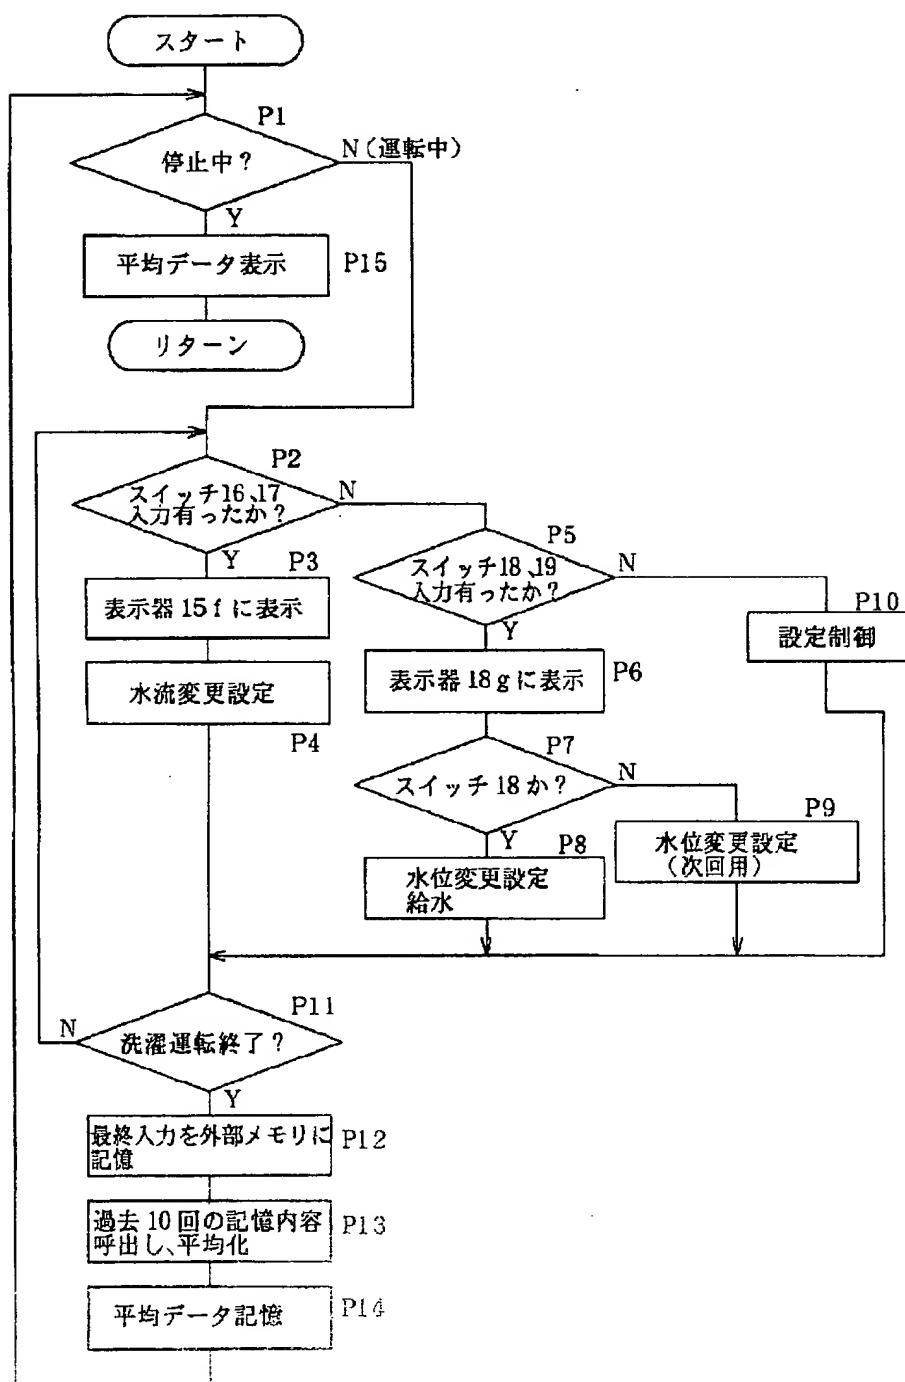 スタート
P1
停止中？
N（運転中）
Y
平均データ表示
P15
リターン
P2
スイッチ16、17
入力有ったか？
N
Y
P3
表示器15fに表示
水流変更設定
P4
P5
スイッチ18、19
入力有ったか？
N
Y
P10
設定制御
表示器18gに表示
P6
P7
スイッチ18か？
N
Y
P8
水位変更設定
給水
P9
水位変更設定
（次回用）
P11
洗濯運転終了？
N
Y
最終入力を外部メモリに
記憶
P12
過去10回の記憶内容
呼出し、平均化
P13
平均データ記憶
P14